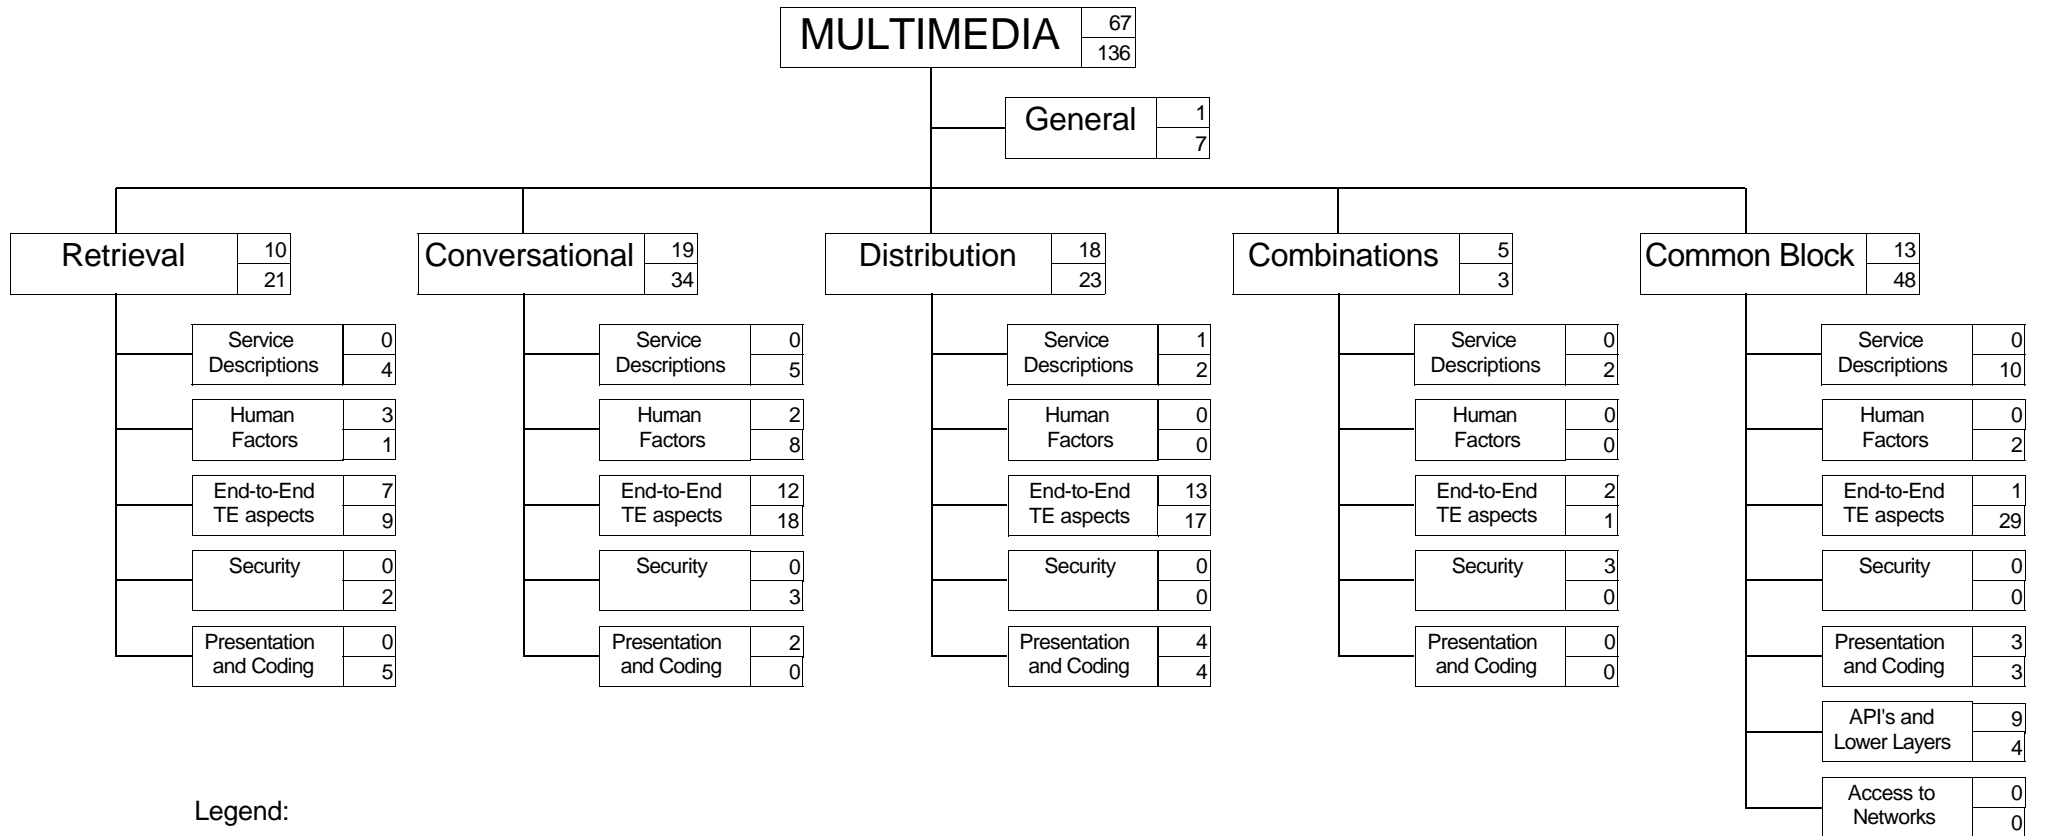 MULTIMEDIA 67
136
General 1
7
Retrieval 10
21
Conversational 19
34
Distribution 18
23
Combinations 5
3
Common Block 13
48
Service 0
Descriptions 4
Human 3
Factors 1
End-to-End 7
TE aspects 9
Security 0
2
Presentation 0
and Coding 5
Service 0
Descriptions 5
Human 2
Factors 8
End-to-End 12
TE aspects 18
Security 0
3
Presentation 2
and Coding 0
Service 1
Descriptions 2
Human 0
Factors 0
End-to-End 13
TE aspects 17
Security 0
0
Presentation 4
and Coding 4
Service 0
Descriptions 2
Human 0
Factors 0
End-to-End 2
TE aspects 1
Security 3
0
Presentation 0
and Coding 0
Service 0
Descriptions 10
Human 0
Factors 2
End-to-End 1
TE aspects 29
Security 0
0
Presentation 3
and Coding 3
API's and 9
Lower Layers 4
Access to 0
Networks 0
Legend: